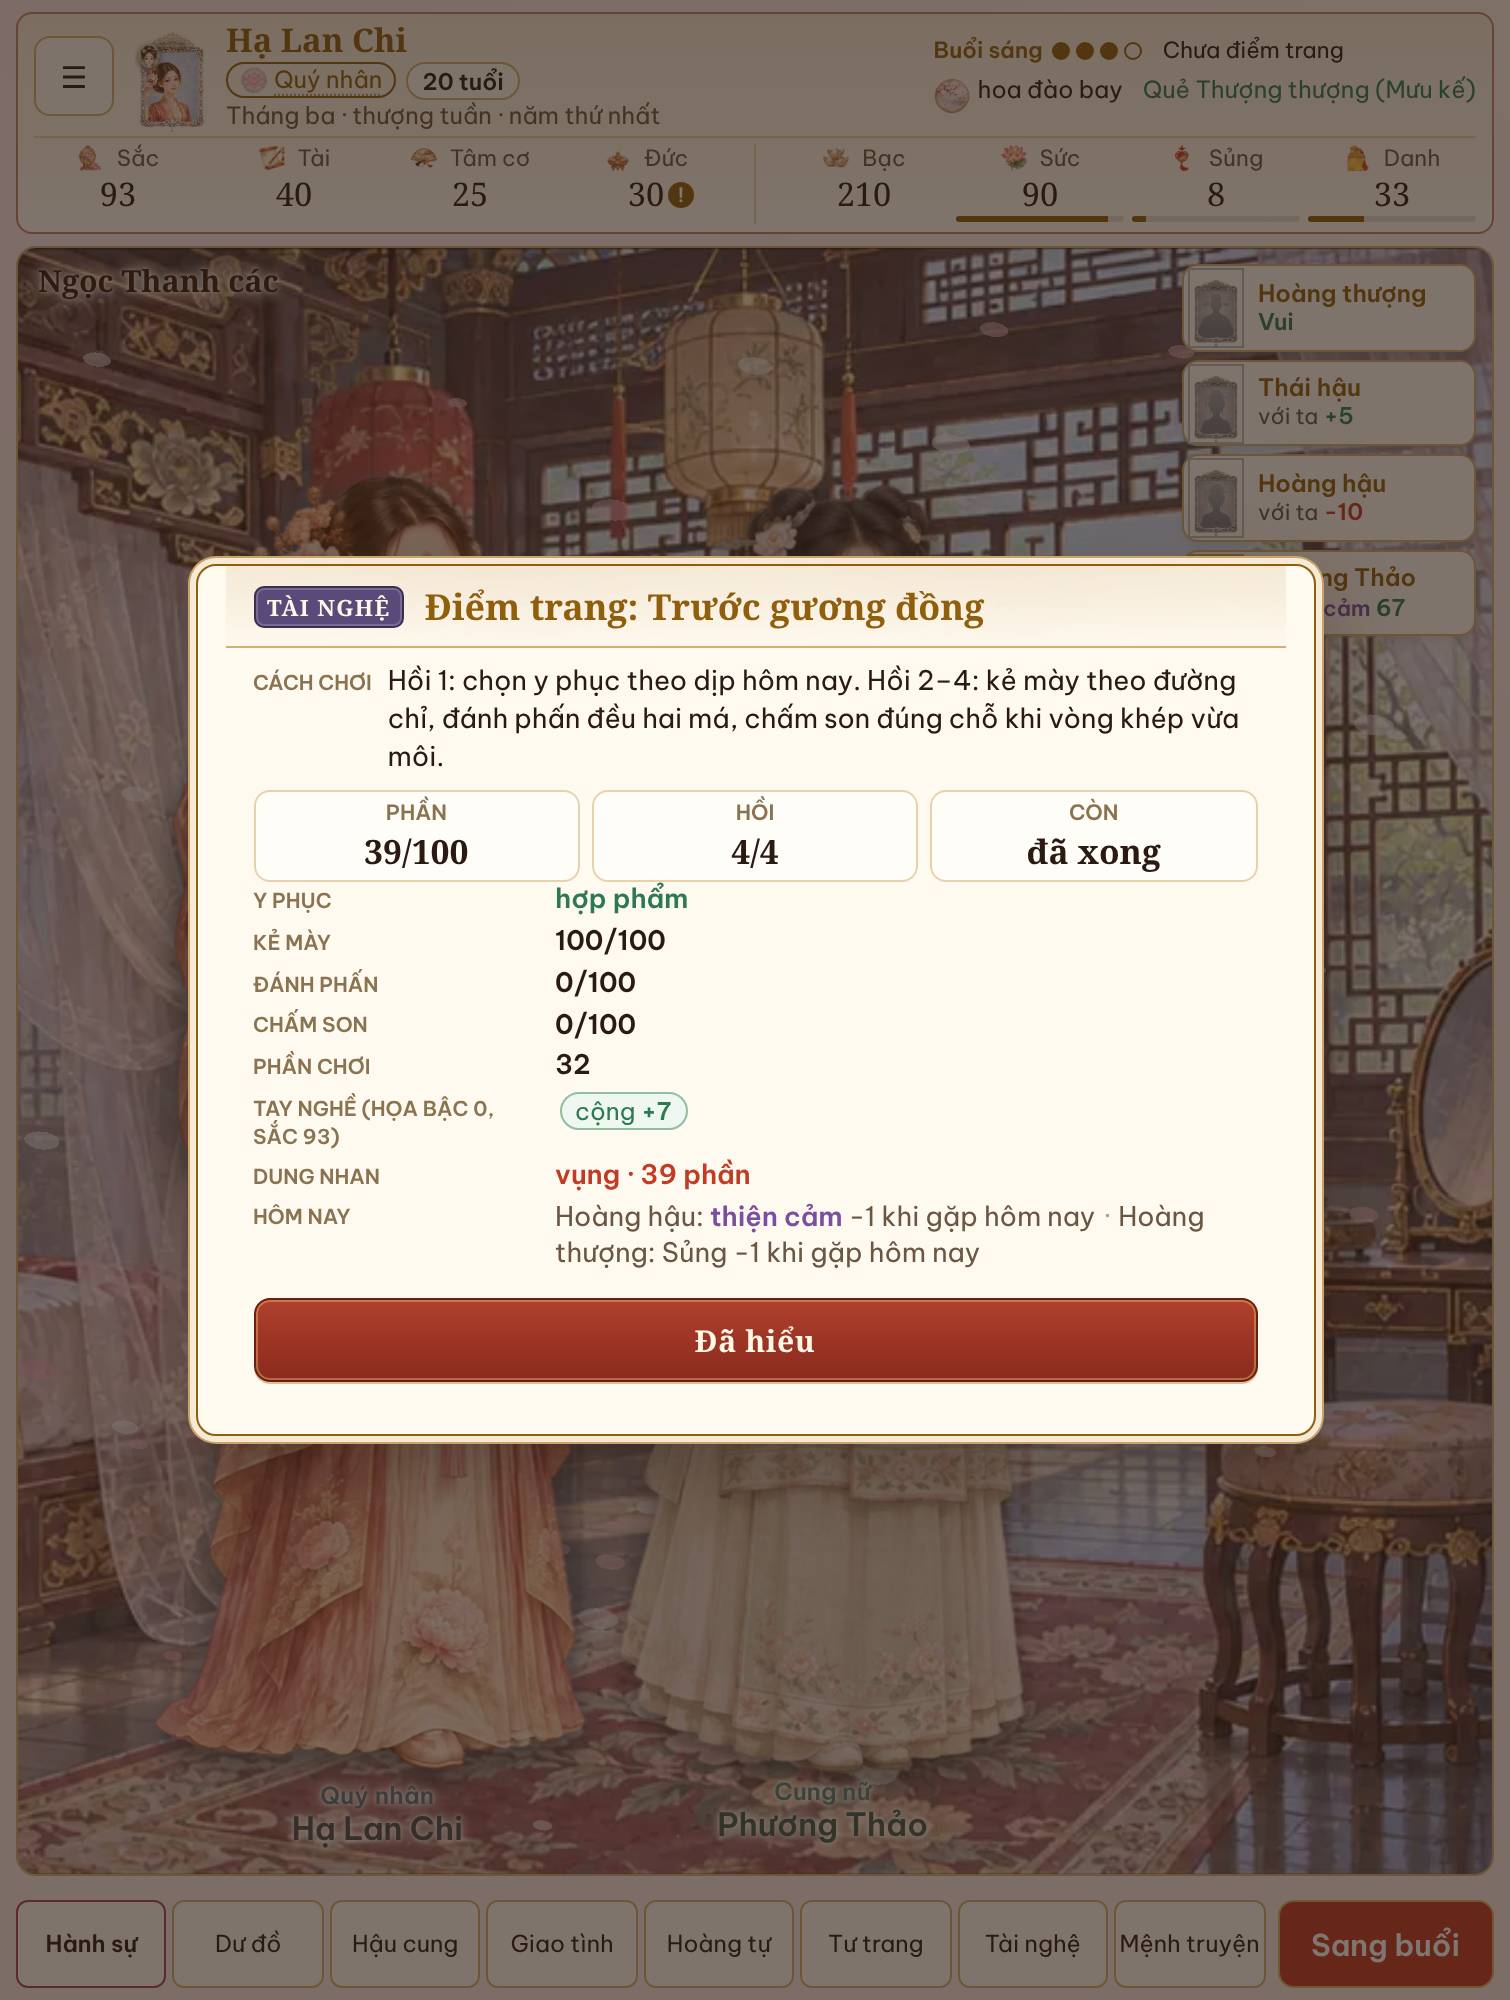 ☰
Hạ Lan Chi
Quý nhân
20 tuổi
Tháng ba · thượng tuần · năm thứ nhất
Buổi sáng
Chưa điểm trang
hoa đào bay
Quẻ Thượng thượng (Mưu kế)
Sắc
93
Tài
40
Tâm cơ
25
Đức
30!
Bạc
210
Sức
90
Sủng
8
Danh
33
Ngọc Thanh các
Hoàng thượng
Vui
Thái hậu
với ta +5
Hoàng hậu
với ta -10
ng Thảo
cảm 67
TÀI NGHỆ Điểm trang: Trước gương đồng
CÁCH CHƠI Hồi 1: chọn y phục theo dịp hôm nay. Hồi 2–4: kẻ mày theo đường
chỉ, đánh phấn đều hai má, chấm son đúng chỗ khi vòng khép vừa
môi.
PHẦN
39/100
HỒI
4/4
CÒN
đã xong
Y PHỤC hợp phẩm
KẺ MÀY 100/100
ĐÁNH PHẤN 0/100
CHẤM SON 0/100
PHẦN CHƠI 32
TAY NGHỀ (HỌA BẬC 0, cộng +7
SẮC 93)
DUNG NHAN vụng · 39 phần
HÔM NAY Hoàng hậu: thiện cảm -1 khi gặp hôm nay · Hoàng
thượng: Sủng -1 khi gặp hôm nay
Đã hiểu
Quý nhân
Hạ Lan Chi
Cung nữ
Phương Thảo
Hành sự
Dư đồ
Hậu cung
Giao tình
Hoàng tự
Tư trang
Tài nghệ
Mệnh truyện
Sang buổi